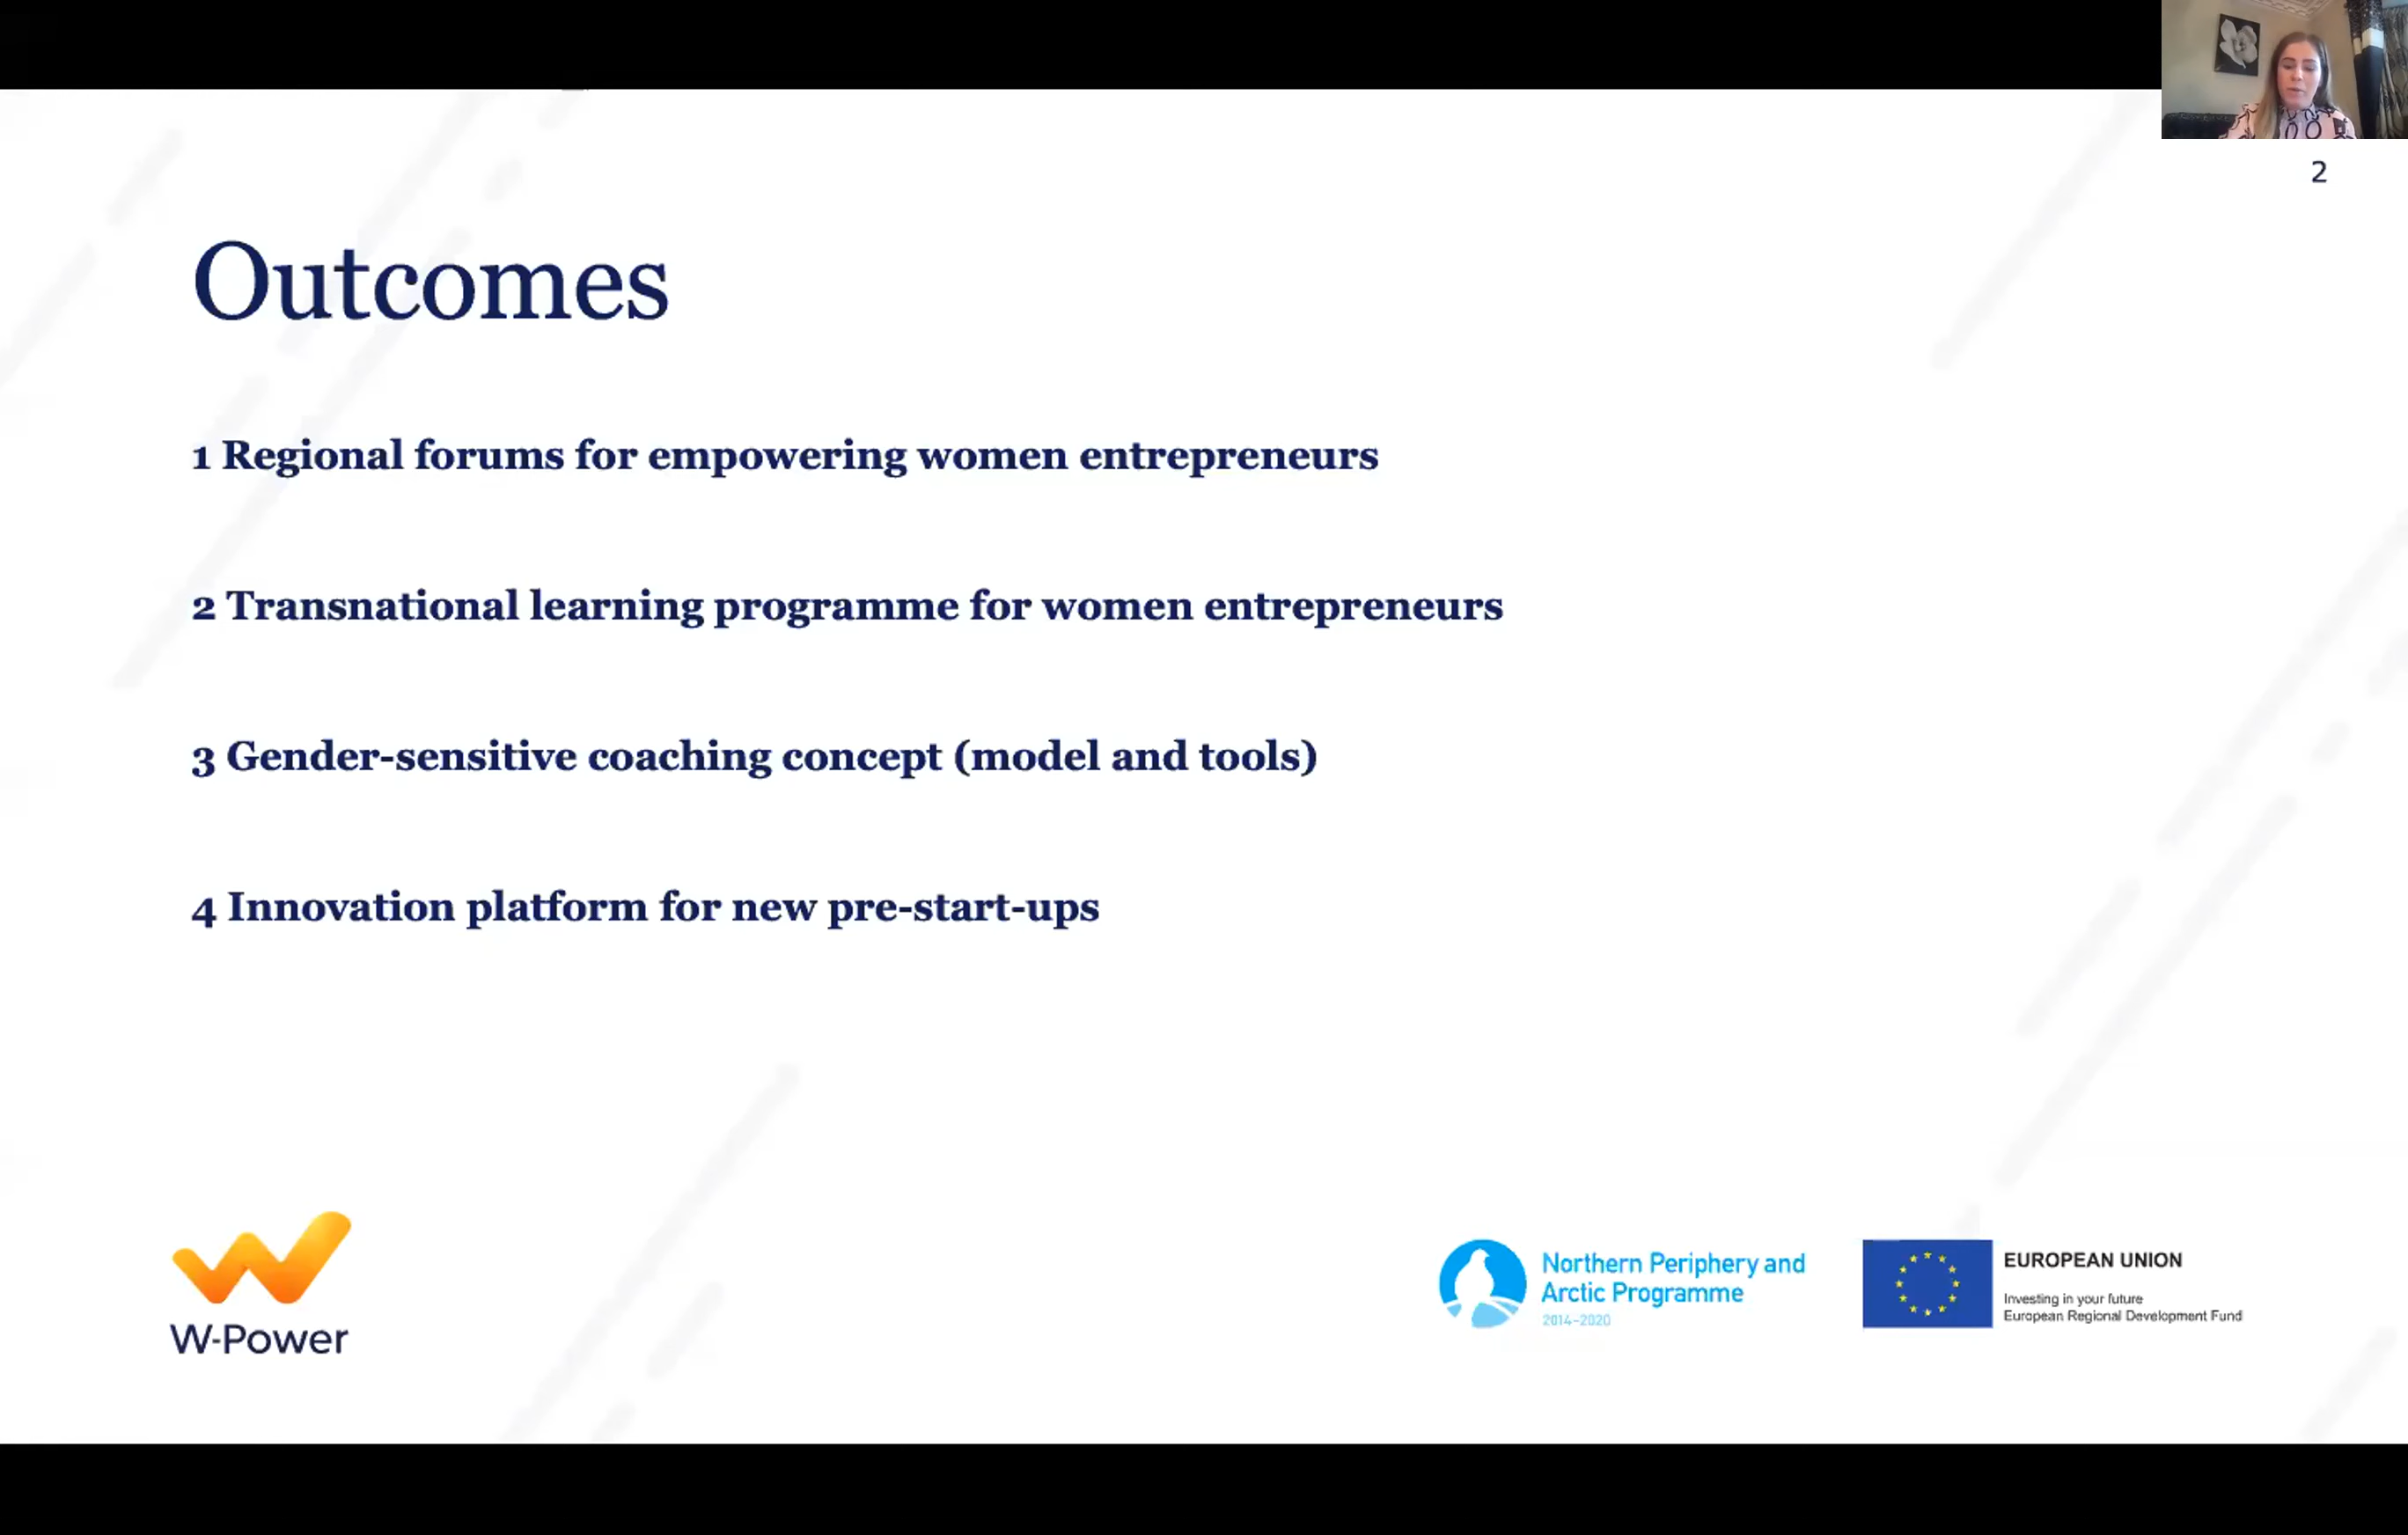 2
Outcomes
1 Regional forums for empowering women entrepreneurs
2 Transnational learning programme for women entrepreneurs
3 Gender-sensitive coaching concept (model and tools)
4 Innovation platform for new pre-start-ups
W-Power
Northern Periphery and
Arctic Programme
2014–2020
EUROPEAN UNION
Investing in your future
European Regional Development Fund